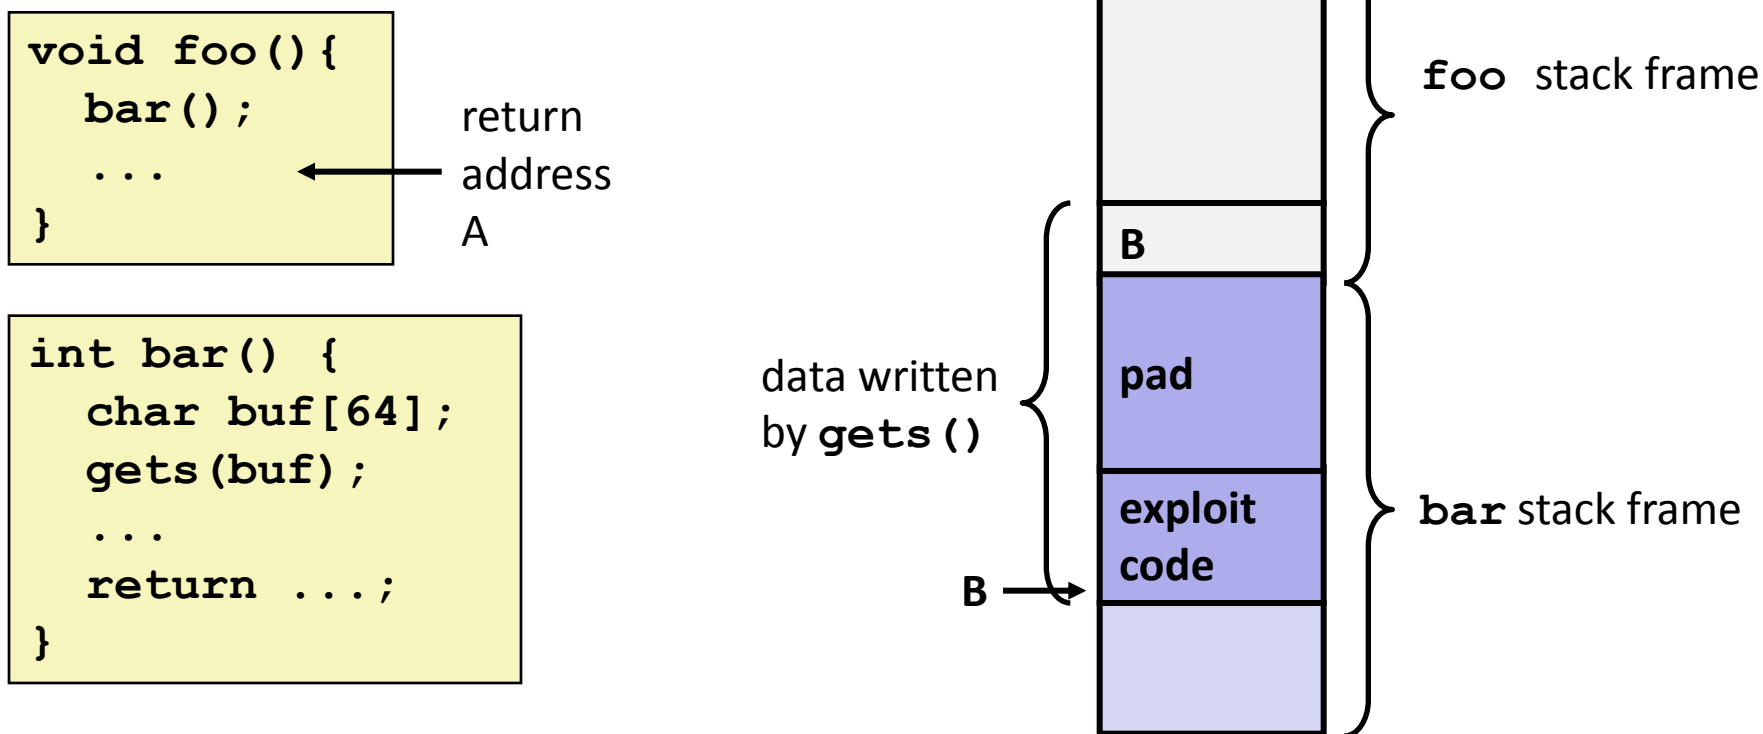 void foo(){
bar();
...
}
return
address
A
int bar() {
char buf[64];
gets(buf);
...
return ...;
}
foo stack frame
B
data written
by gets()
pad
exploit
code
B
bar stack frame